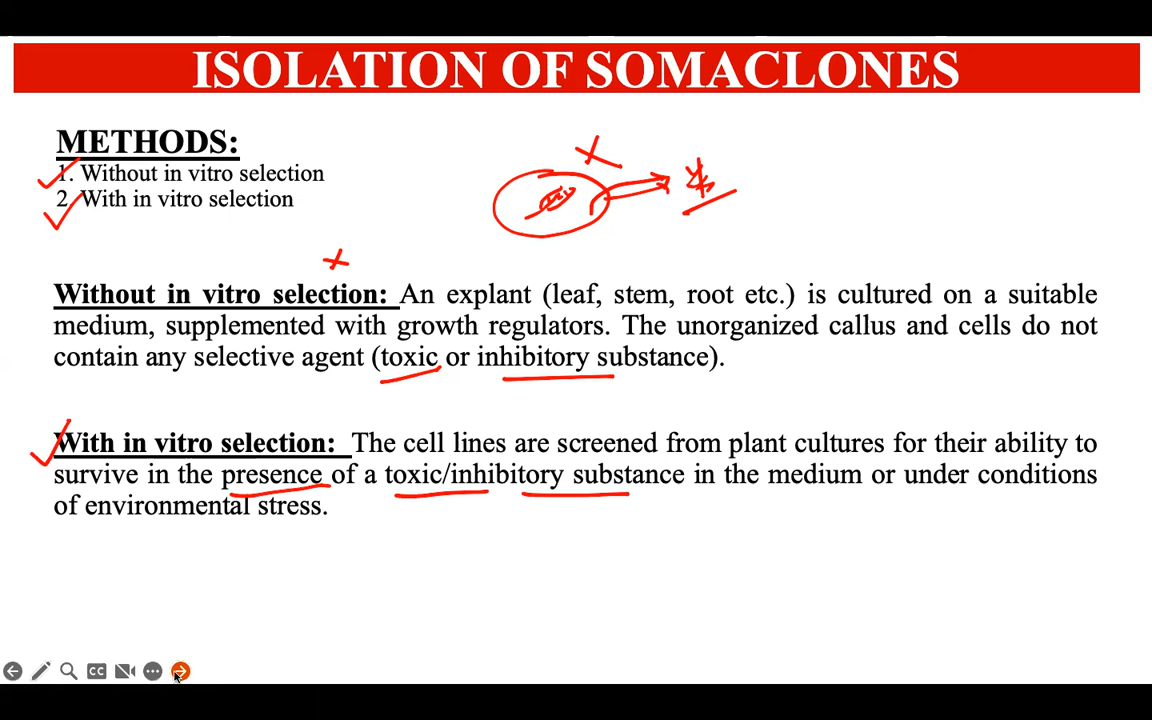 ISOLATION OF SOMACLONES
METHODS:
1. Without in vitro selection
2. With in vitro selection
Without in vitro selection: An explant (leaf, stem, root etc.) is cultured on a suitable
medium, supplemented with growth regulators. The unorganized callus and cells do not
contain any selective agent (toxic or inhibitory substance).
With in vitro selection: The cell lines are screened from plant cultures for their ability to
survive in the presence of a toxic/inhibitory substance in the medium or under conditions
of environmental stress.
CC